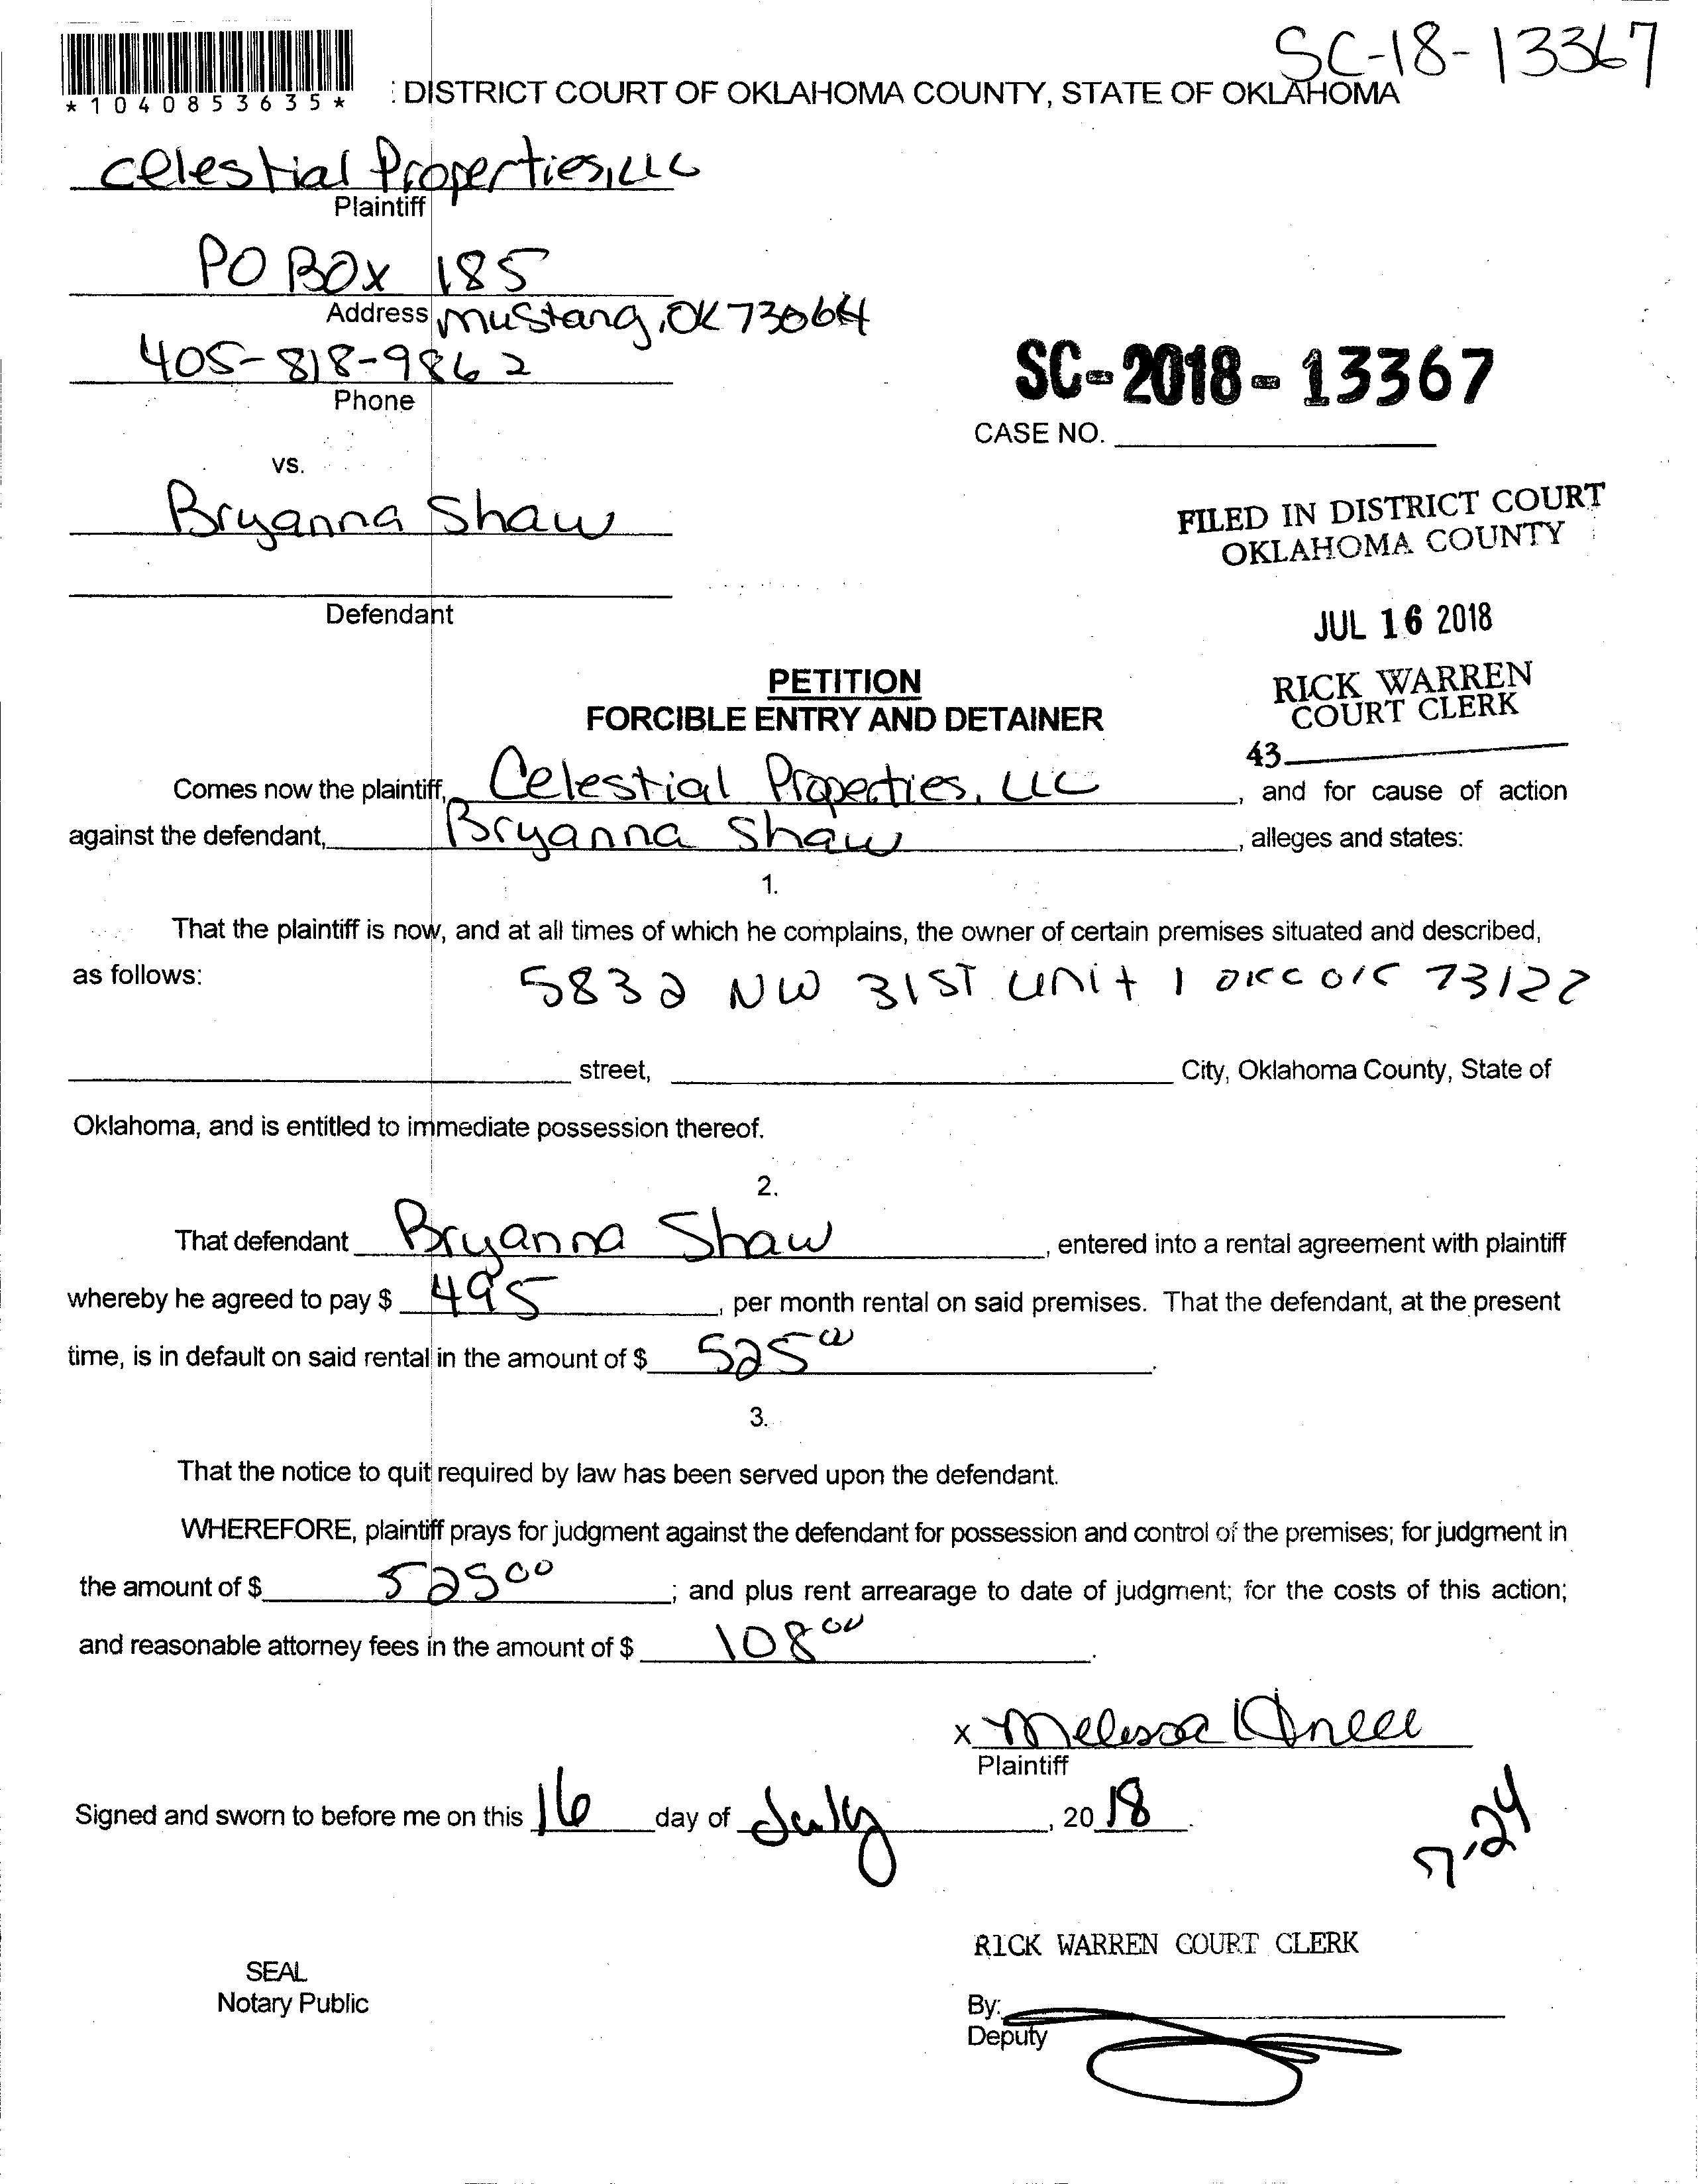 SC-18-13367
*1040853635*
: DISTRICT COURT OF OKLAHOMA COUNTY, STATE OF OKLAHOMA
Celestial Properties, LLC
Plaintiff
PO BOX 185
Address Mustang, OK 73064
405-818-9862
Phone
SC-2018-13367
CASE NO.
vs.
Bryanna Shaw
Defendant
FILED IN DISTRICT COURT
OKLAHOMA COUNTY
JUL 16 2018
RICK WARREN
COURT CLERK
43
PETITION
FORCIBLE ENTRY AND DETAINER
Comes now the plaintiff, Celestial Properties, LLC, and for cause of action
against the defendant, Bryanna Shaw, alleges and states:
1.
That the plaintiff is now, and at all times of which he complains, the owner of certain premises situated and described,
as follows: 5832 NW 31ST Unit 1 OKC OK 73122
street, City, Oklahoma County, State of
Oklahoma, and is entitled to immediate possession thereof.
2.
That defendant Bryanna Shaw, entered into a rental agreement with plaintiff
whereby he agreed to pay $ 495, per month rental on said premises. That the defendant, at the present
time, is in default on said rental in the amount of $ 525 00.
3.
That the notice to quit required by law has been served upon the defendant.
WHEREFORE, plaintiff prays for judgment against the defendant for possession and control of the premises; for judgment in
the amount of $ 525 00; and plus rent arrearage to date of judgment; for the costs of this action;
and reasonable attorney fees in the amount of $ 108 00.
x Melissa
Plaintiff
Signed and sworn to before me on this 16 day of July, 20 18.
7-24
RICK WARREN COURT CLERK
SEAL
Notary Public
By:
Deputy